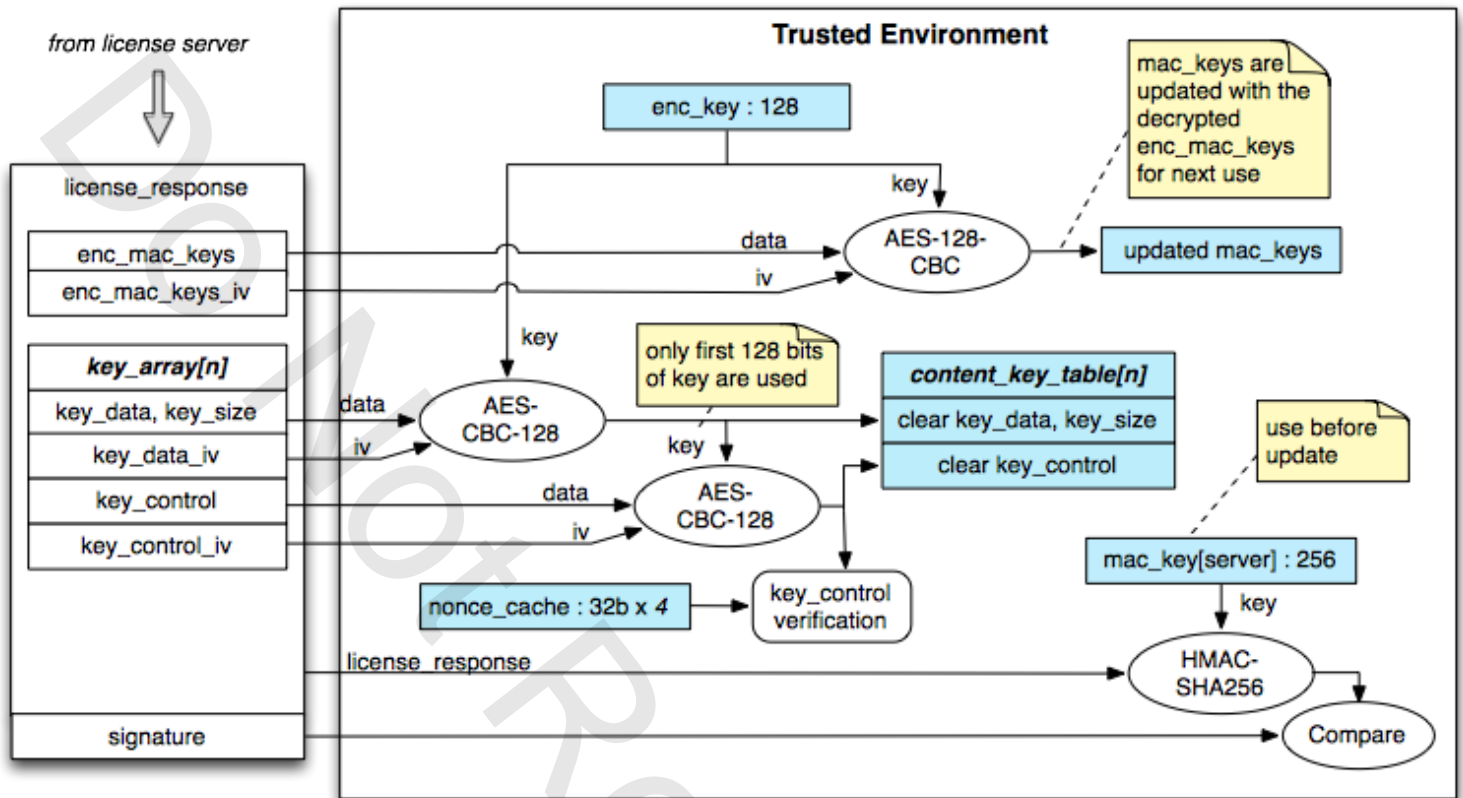 from license server
Trusted Environment
mac_keys are
updated with the
decrypted
enc_mac_keys
for next use
enc_key : 128
license_response
key
enc_mac_keys
data
AES-128-
CBC
updated mac_keys
enc_mac_keys_iv
iv
key
only first 128 bits
of key are used
key_array[n]
content_key_table[n]
key_data, key_size
data
AES-
CBC-128
clear key_data, key_size
use before
update
key_data_iv
iv
key
clear key_control
key_control
data
AES-
CBC-128
key_control_iv
iv
mac_key[server] : 256
nonce_cache : 32b x 4
key_control
verification
key
license_response
HMAC-
SHA256
signature
Compare
Do Not Re